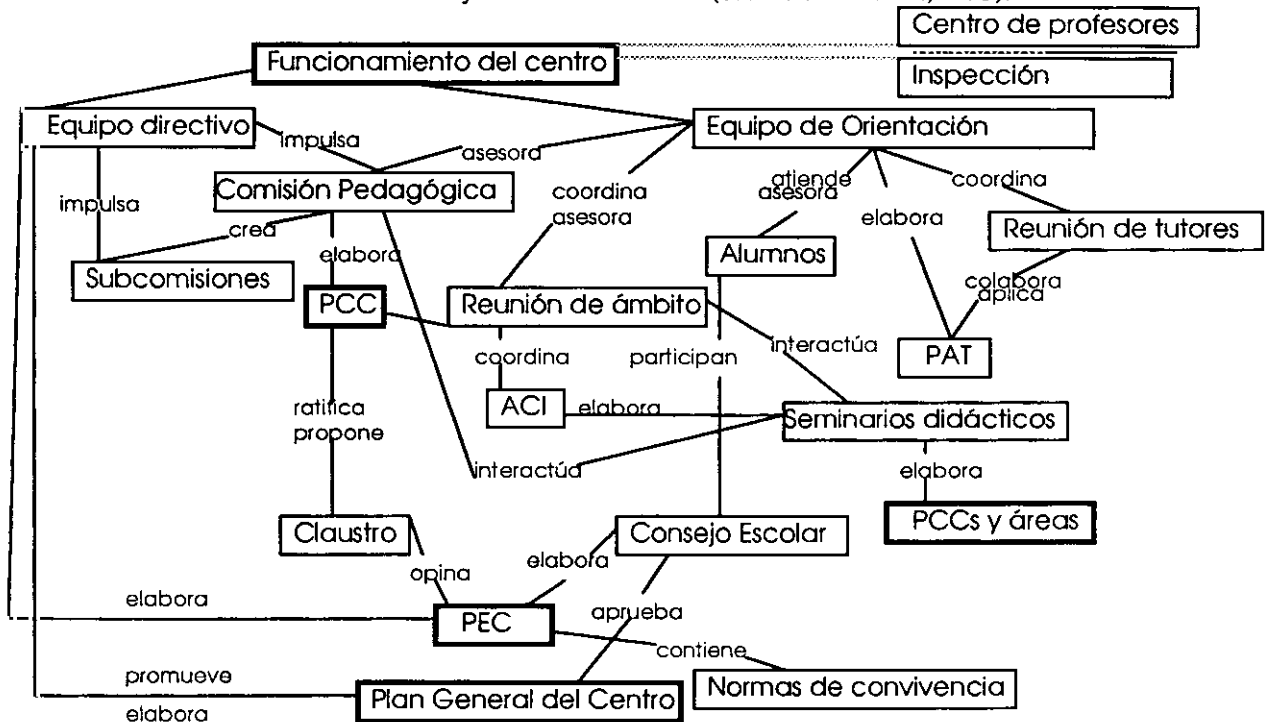 Centro de profesores
Funcionamiento del centro
Inspección
Equipo directivo
Equipo de Orientación
impulsa
asesora
impulsa
Comisión Pedagógica
coordina
asesora
atiende
asesora
elabora
coordina
Reunión de tutores
crea
elabora
Alumnos
Subcomisiones
colabora
aplica
PCC
Reunión de ámbito
coordina
participan
interactúa
PAT
ratifica
propone
ACI
elabora
Seminarios didácticos
interactúa
elabora
Claustro
Consejo Escolar
PCCs y áreas
opina
elabora
elabora
PEC
aprueba
contiene
promueve
elabora
Plan General del Centro
Normas de convivencia